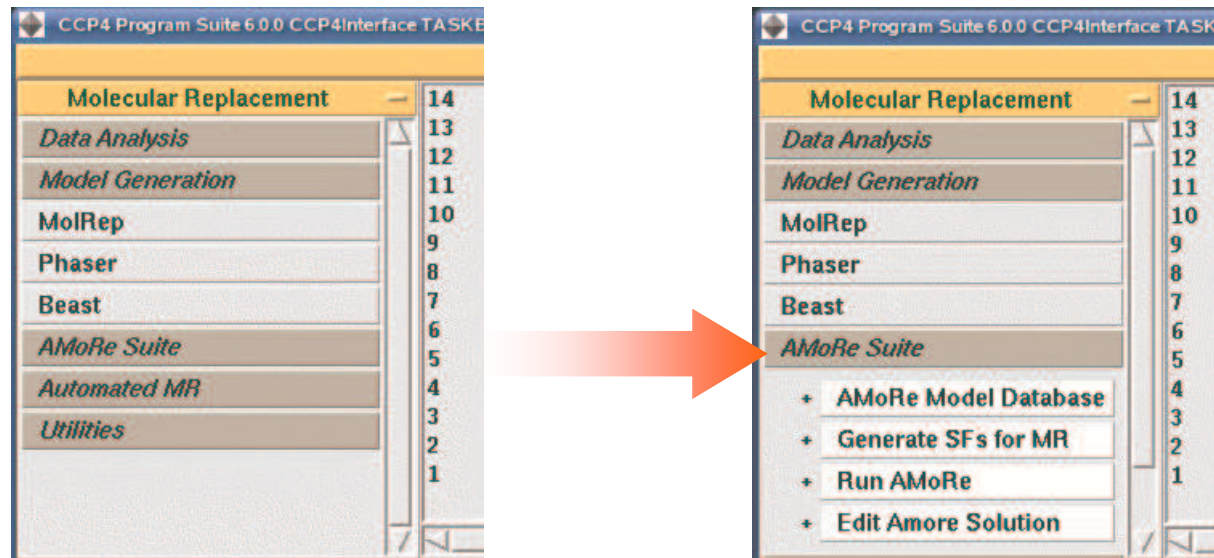 CCP4 Program Suite 6.0.0 CCP4Interface TASKB
Molecular Replacement
Data Analysis
Model Generation
MolRep
Phaser
Beast
AMoRe Suite
Automated MR
Utilities
14
13
12
11
10
9
8
7
6
5
4
3
2
1
CCP4 Program Suite 6.0.0 CCP4Interface TASK
Molecular Replacement
Data Analysis
Model Generation
MolRep
Phaser
Beast
AMoRe Suite
+ AMoRe Model Database
+ Generate SFs for MR
+ Run AMoRe
+ Edit Amore Solution
14
13
12
11
10
9
8
7
6
5
4
3
2
1